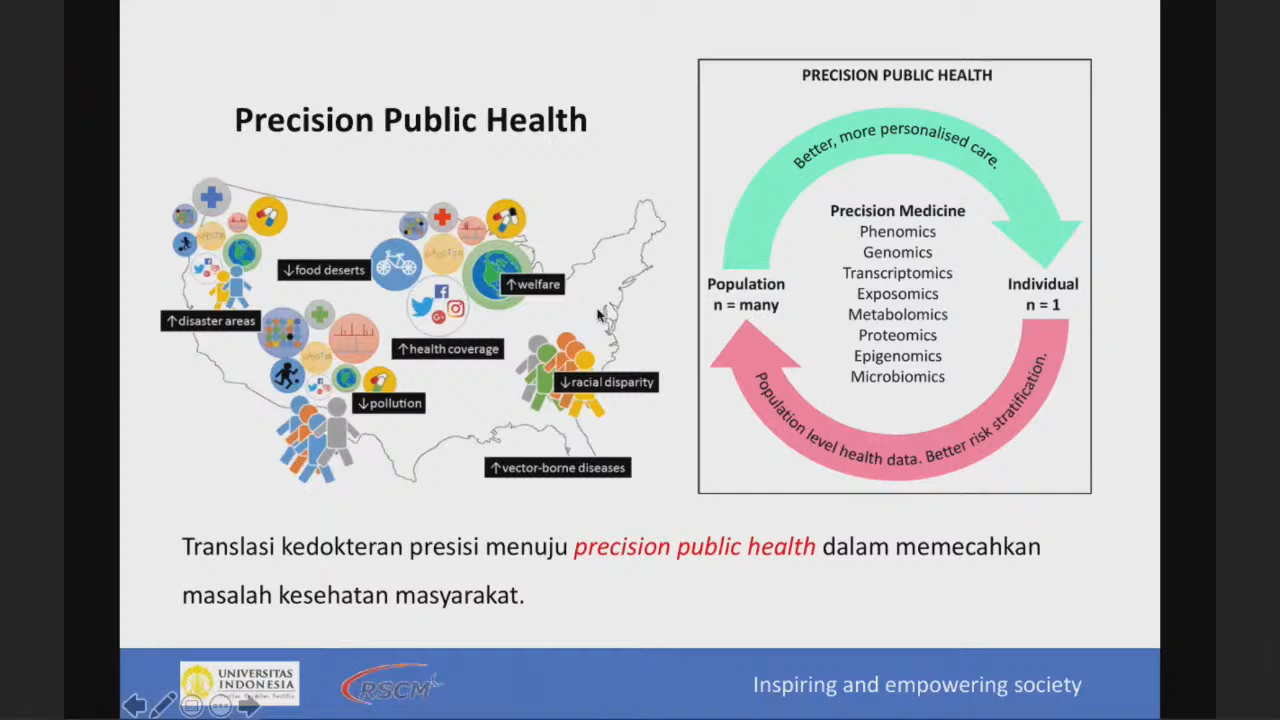 Precision Public Health
↓food deserts
↑welfare
↑disaster areas
↑health coverage
↓racial disparity
↓pollution
↑vector-borne diseases
PRECISION PUBLIC HEALTH
Better, more personalised care.
Precision Medicine
Phenomics
Genomics
Transcriptomics
Exposomics
Metabolomics
Proteomics
Epigenomics
Microbiomics
Population
n = many
Individual
n = 1
Population level health data. Better risk stratification.
Translasi kedokteran presisi menuju precision public health dalam memecahkan
masalah kesehatan masyarakat.
UNIVERSITAS
INDONESIA
RSCM
Inspiring and empowering society